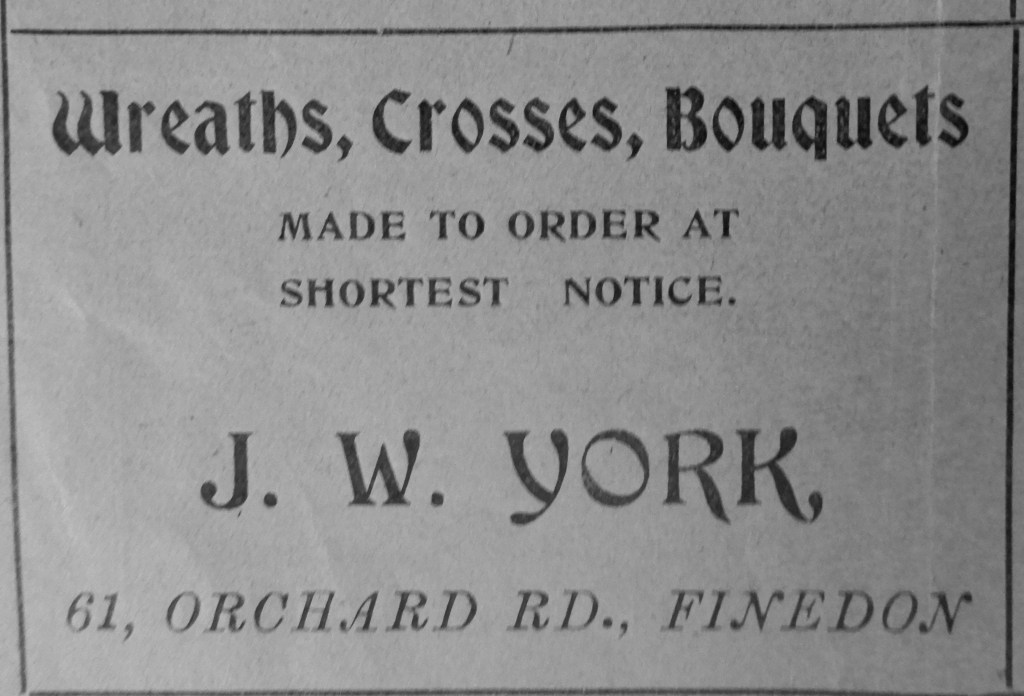 Wreaths, Crosses, Bouquets
MADE TO ORDER AT
SHORTEST NOTICE.
J. W. YORK,
61, ORCHARD RD., FINEDON